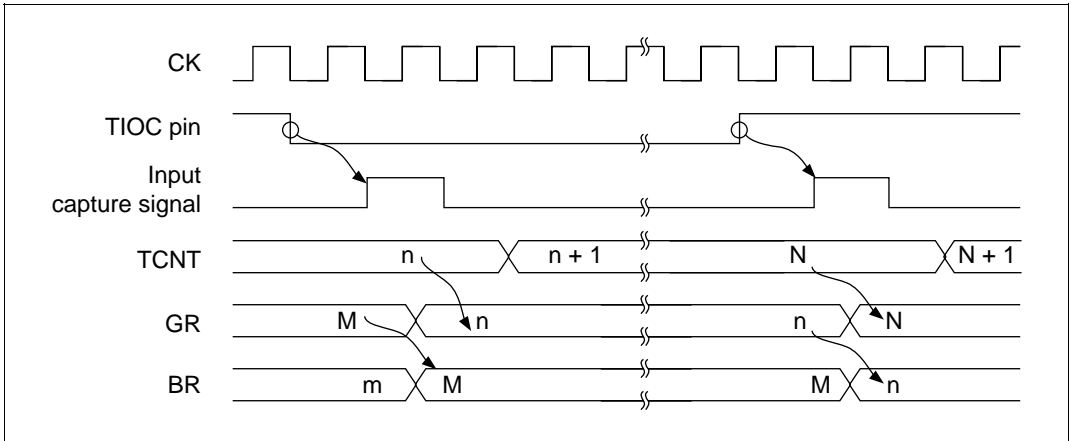 CK
TIOC pin
Input
capture signal
TCNT n n + 1 N N + 1
GR M n n N
BR m M M n